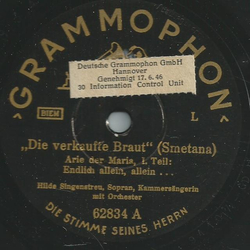 GRAMMOPHON
Deutsche Grammophon GmbH
Hannover
Genehmigt 17.6.46
30 Information Control Unit
BIEM
L
„Die verkaufte Braut" (Smetana)
Arie der Marie, 1. Teil:
Endlich allein, allein ...
Hilde Singenstreu, Sopran, Kammersängerin
mit Orchester
62834 A
DIE STIMME SEINES HERRN